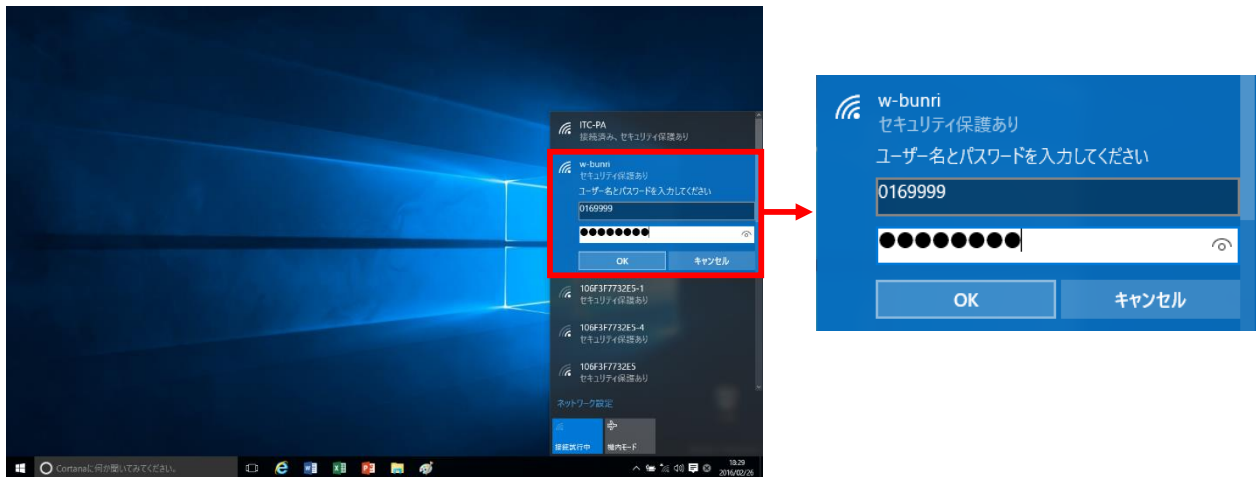 ITC-PA
接続済み、セキュリティ保護あり
w-bunri
セキュリティ保護あり
ユーザー名とパスワードを入力してください
0169999
●●●●●●●●
OK キャンセル
106F3F7732E5-1
セキュリティ保護あり
106F3F7732E5-4
セキュリティ保護あり
106F3F7732E5
セキュリティ保護あり
ネットワーク設定
接続試行中 機内モード
Cortanaに何か聞いてみてください。
18:29
2016/02/26
w-bunri
セキュリティ保護あり
ユーザー名とパスワードを入力してください
0169999
●●●●●●●●
OK キャンセル